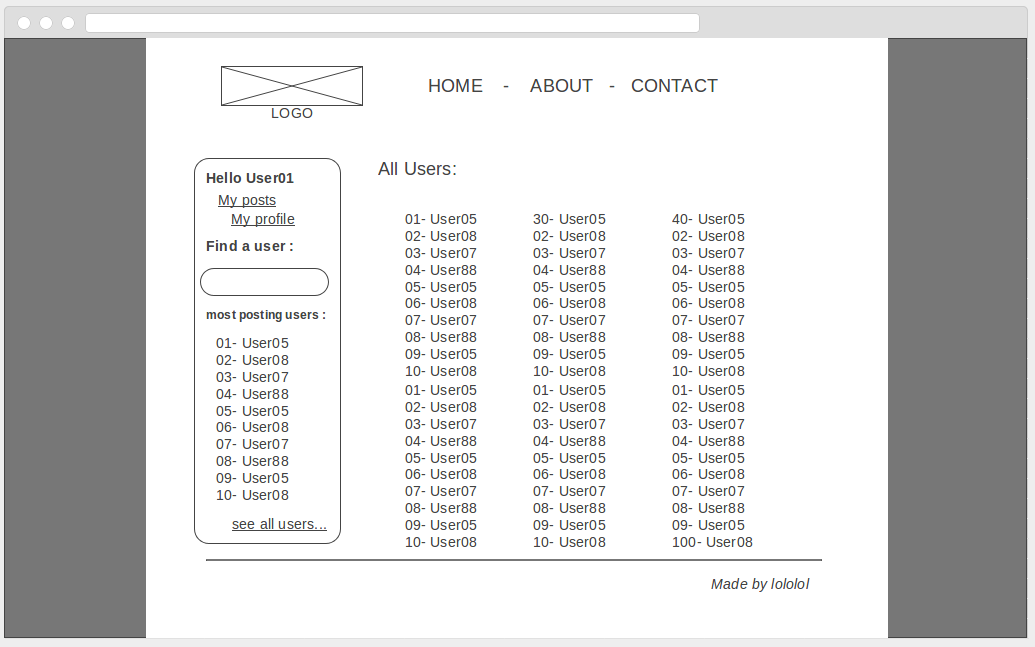 HOME - ABOUT - CONTACT
LOGO
Hello User01
My posts
My profile
Find a user :
most posting users :
01- User05
02- User08
03- User07
04- User88
05- User05
06- User08
07- User07
08- User88
09- User05
10- User08
see all users...
All Users:
01- User05 30- User05 40- User05
02- User08 02- User08 02- User08
03- User07 03- User07 03- User07
04- User88 04- User88 04- User88
05- User05 05- User05 05- User05
06- User08 06- User08 06- User08
07- User07 07- User07 07- User07
08- User88 08- User88 08- User88
09- User05 09- User05 09- User05
10- User08 10- User08 10- User08
01- User05 01- User05 01- User05
02- User08 02- User08 02- User08
03- User07 03- User07 03- User07
04- User88 04- User88 04- User88
05- User05 05- User05 05- User05
06- User08 06- User08 06- User08
07- User07 07- User07 07- User07
08- User88 08- User88 08- User88
09- User05 09- User05 09- User05
10- User08 10- User08 100- User08
Made by lololol